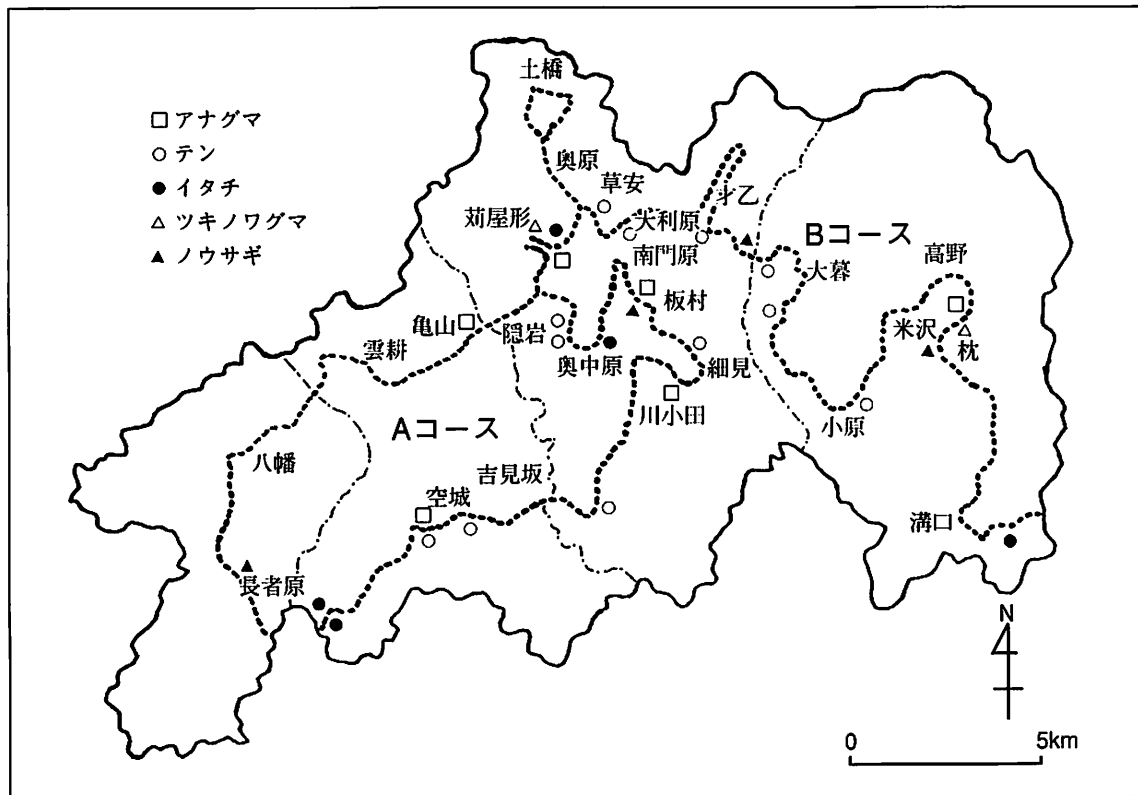 土橋
□ アナグマ
○ テン
● イタチ
△ ツキノワグマ
▲ ノウサギ
奥原
草安
才乙
苅屋形
大利原
Bコース
南門原
高野
大暮
板村
亀山
隠岩
米沢
枕
雲耕
奥中原
細見
川小田
小原
Aコース
八幡
吉見坂
空城
溝口
長者原
N
0 5km